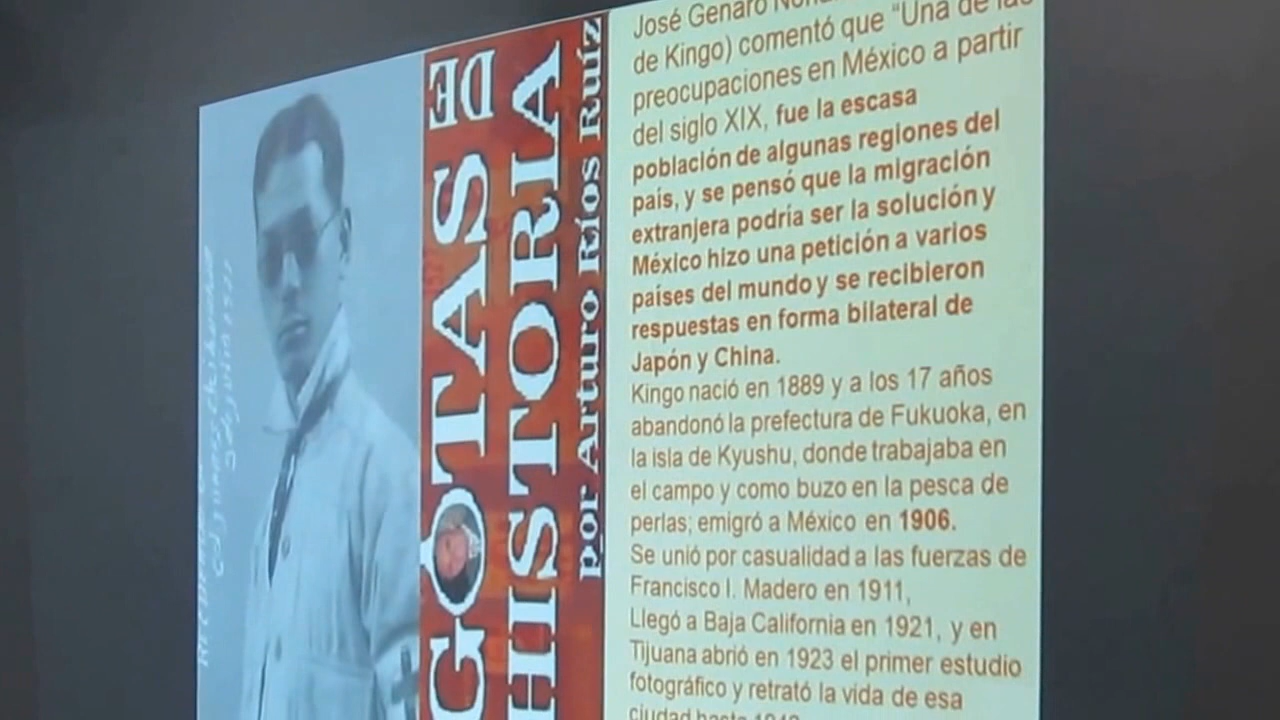 GOTAS DE
HISTORIA
por Arturo Ríos Ruíz
José Genaro
de Kingo) comentó que “Una de las
preocupaciones en México a partir
del siglo XIX, fue la escasa
población de algunas regiones del
país, y se pensó que la migración
extranjera podría ser la solución y
México hizo una petición a varios
países del mundo y se recibieron
respuestas en forma bilateral de
Japón y China.
Kingo nació en 1889 y a los 17 años
abandonó la prefectura de Fukuoka, en
la isla de Kyushu, donde trabajaba en
el campo y como buzo en la pesca de
perlas; emigró a México en 1906.
Se unió por casualidad a las fuerzas de
Francisco I. Madero en 1911,
Llegó a Baja California en 1921, y en
Tijuana abrió en 1923 el primer estudio
fotográfico y retrató la vida de esa
ciudad hasta